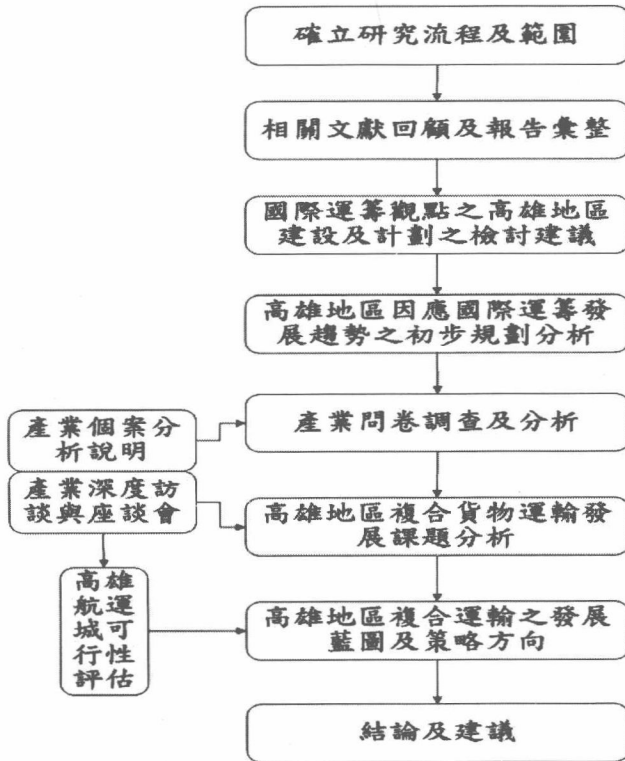 確立研究流程及範圍
相關文獻回顧及報告彙整
國際運籌觀點之高雄地區
建設及計劃之檢討建議
高雄地區因應國際運籌發
展趨勢之初步規劃分析
產業個案分
析說明
產業問卷調查及分析
產業深度訪
談與座談會
高雄地區複合貨物運輸發
展課題分析
高雄
航運
城可
行性
評估
高雄地區複合運輸之發展
藍圖及策略方向
結論及建議